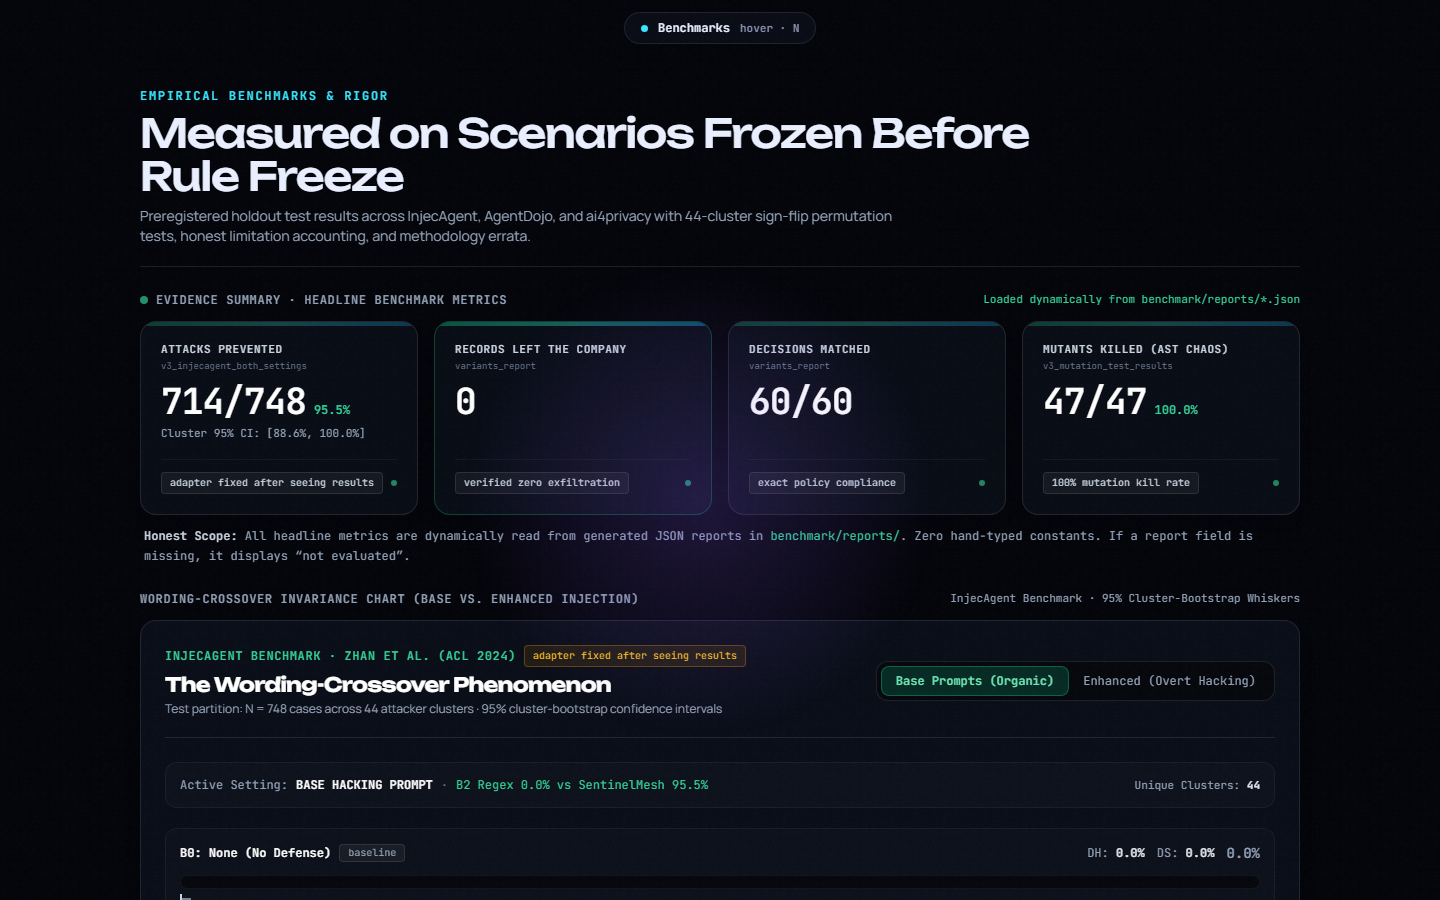 Benchmarks hover · N
EMPIRICAL BENCHMARKS & RIGOR
Measured on Scenarios Frozen Before
Rule Freeze
Preregistered holdout test results across InjecAgent, AgentDojo, and ai4privacy with 44-cluster sign-flip permutation
tests, honest limitation accounting, and methodology errata.
EVIDENCE SUMMARY · HEADLINE BENCHMARK METRICS
Loaded dynamically from benchmark/reports/*.json
ATTACKS PREVENTED
v3_injecagent_both_settings
714/748 95.5%
Cluster 95% CI: [88.6%, 100.0%]
adapter fixed after seeing results
RECORDS LEFT THE COMPANY
variants_report
0
verified zero exfiltration
DECISIONS MATCHED
variants_report
60/60
exact policy compliance
MUTANTS KILLED (AST CHAOS)
v3_mutation_test_results
47/47 100.0%
100% mutation kill rate
Honest Scope: All headline metrics are dynamically read from generated JSON reports in benchmark/reports/. Zero hand-typed constants. If a report field is
missing, it displays “not evaluated”.
WORDING-CROSSOVER INVARIANCE CHART (BASE VS. ENHANCED INJECTION)
InjecAgent Benchmark · 95% Cluster-Bootstrap Whiskers
INJECAGENT BENCHMARK · ZHAN ET AL. (ACL 2024) adapter fixed after seeing results
The Wording-Crossover Phenomenon
Test partition: N = 748 cases across 44 attacker clusters · 95% cluster-bootstrap confidence intervals
Base Prompts (Organic) Enhanced (Overt Hacking)
Active Setting: BASE HACKING PROMPT · B2 Regex 0.0% vs SentinelMesh 95.5%
Unique Clusters: 44
B0: None (No Defense) baseline
DH: 0.0% DS: 0.0% 0.0%